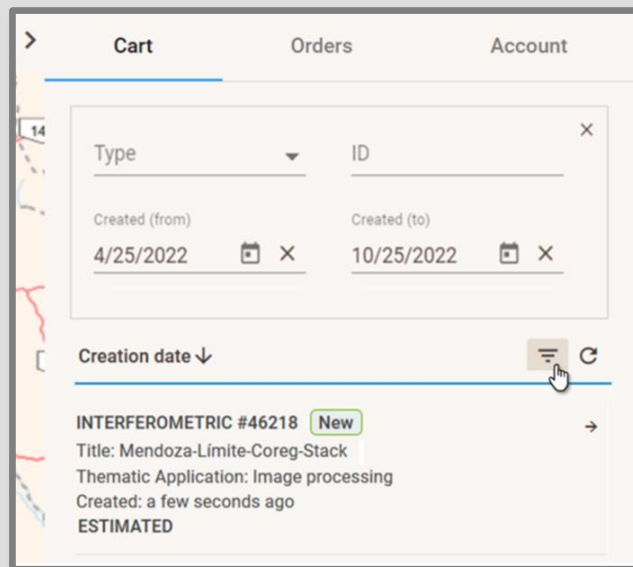 Cart Orders Account
14
Type ID
Created (from) Created (to)
4/25/2022 10/25/2022
Creation date
INTERFEROMETRIC #46218 New
Title: Mendoza-Límite-Coreg-Stack
Thematic Application: Image processing
Created: a few seconds ago
ESTIMATED